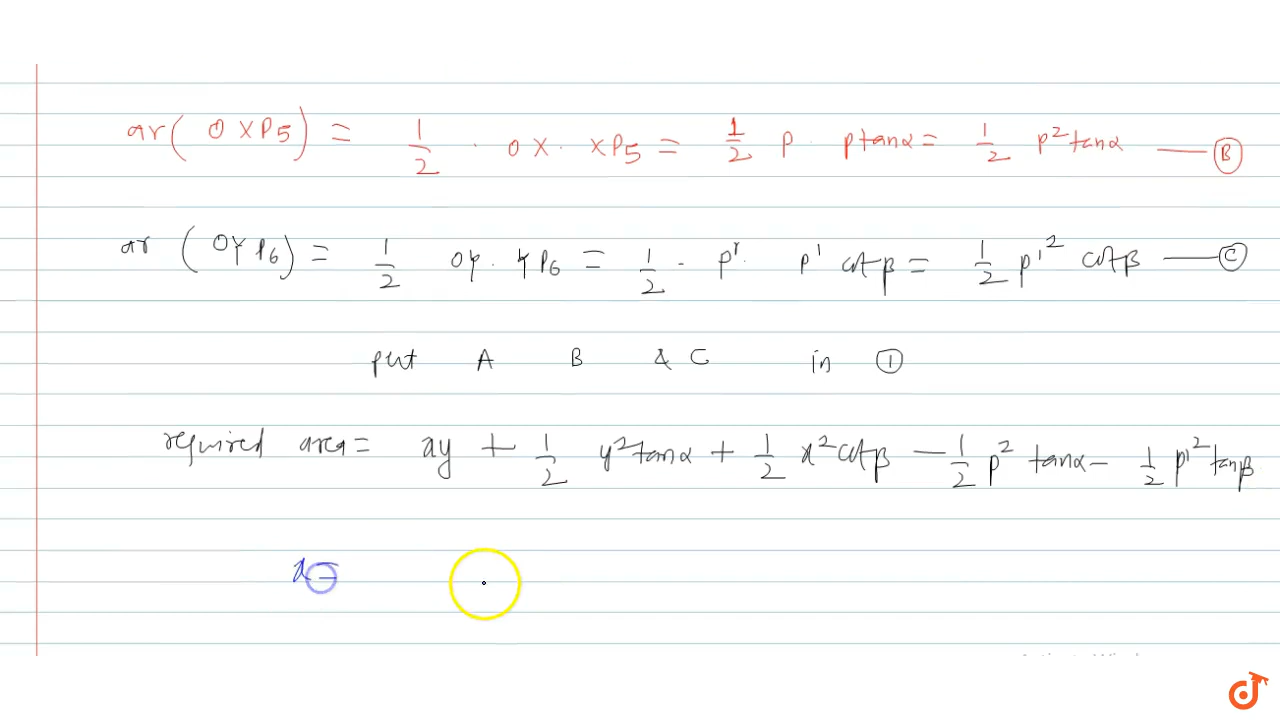 ar ( OXP5 ) = 1/2 · OX · XP5 = 1/2 P · ptanα = 1/2 p² tanα — Ⓑ
ar ( OYP6 ) = 1/2 OY · YP6 = 1/2 · p' p' cotβ = 1/2 p'² cotβ — Ⓒ
put A B & C in ①
required area = xy + 1/2 y² tanα + 1/2 x² cotβ — 1/2 p² tanα — 1/2 p'² tanβ
x =